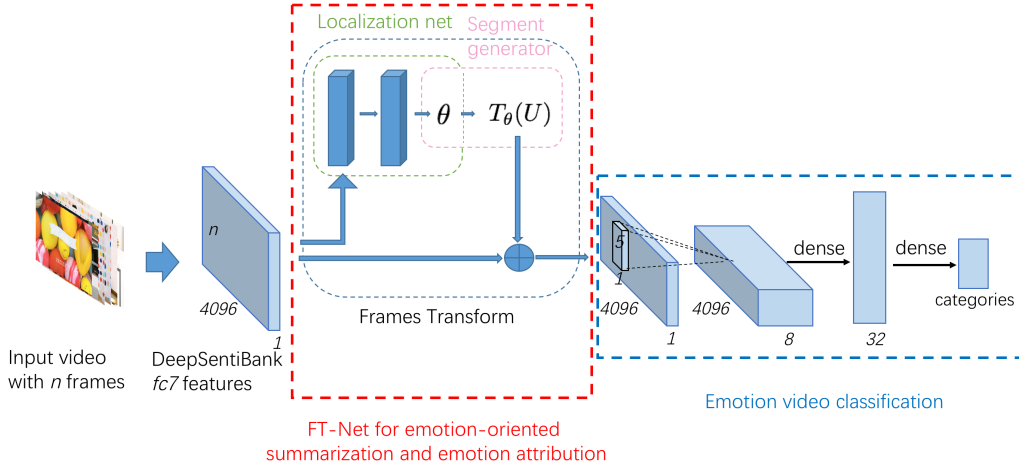 Localization net
Segment
generator
θ
T_θ(U)
n
4096
1
Frames Transform
5
1
4096
1
4096
8
dense
32
dense
categories
Input video
with n frames
DeepSentiBank
fc7 features
Emotion video classification
FT-Net for emotion-oriented
summarization and emotion attribution